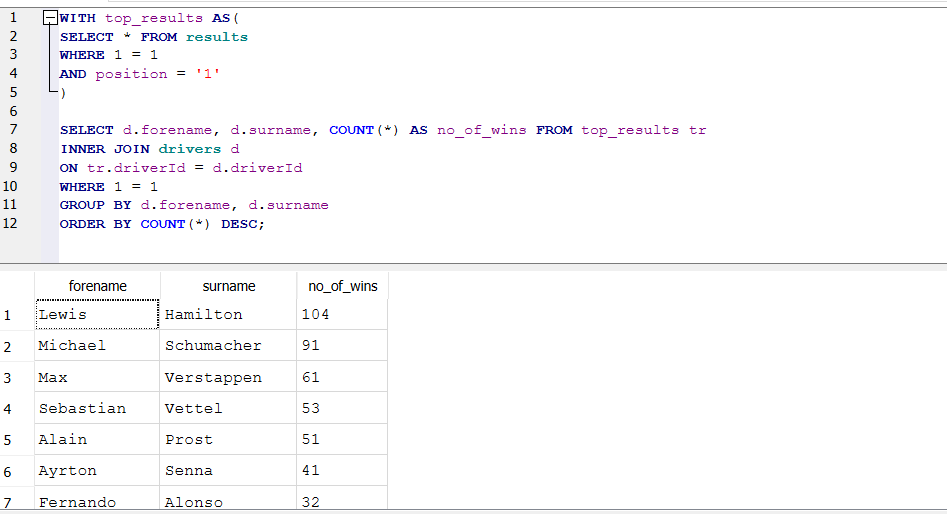 1 WITH top_results AS(
2 SELECT * FROM results
3 WHERE 1 = 1
4 AND position = '1'
5 )
6
7 SELECT d.forename, d.surname, COUNT(*) AS no_of_wins FROM top_results tr
8 INNER JOIN drivers d
9 ON tr.driverId = d.driverId
10 WHERE 1 = 1
11 GROUP BY d.forename, d.surname
12 ORDER BY COUNT(*) DESC;
forename surname no_of_wins
1 Lewis Hamilton 104
2 Michael Schumacher 91
3 Max Verstappen 61
4 Sebastian Vettel 53
5 Alain Prost 51
6 Ayrton Senna 41
7 Fernando Alonso 32